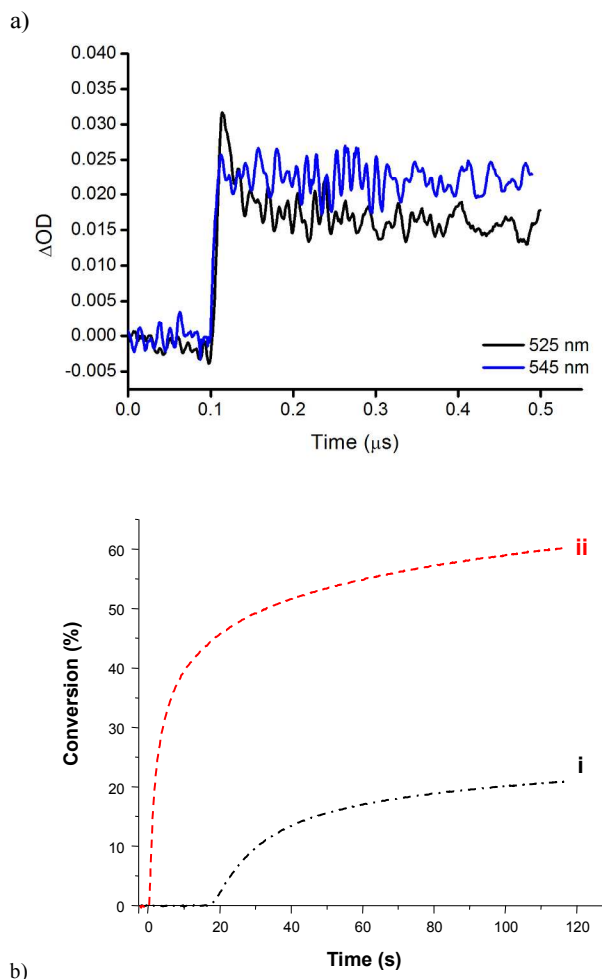 a)
0.040
0.035
0.030
0.025
0.020
0.015
0.010
0.005
0.000
-0.005
ΔOD
525 nm
545 nm
0.0 0.1 0.2 0.3 0.4 0.5
Time (μs)
60
50
40
30
20
10
0
Conversion (%)
ii
i
0 20 40 60 80 100 120
Time (s)
b)